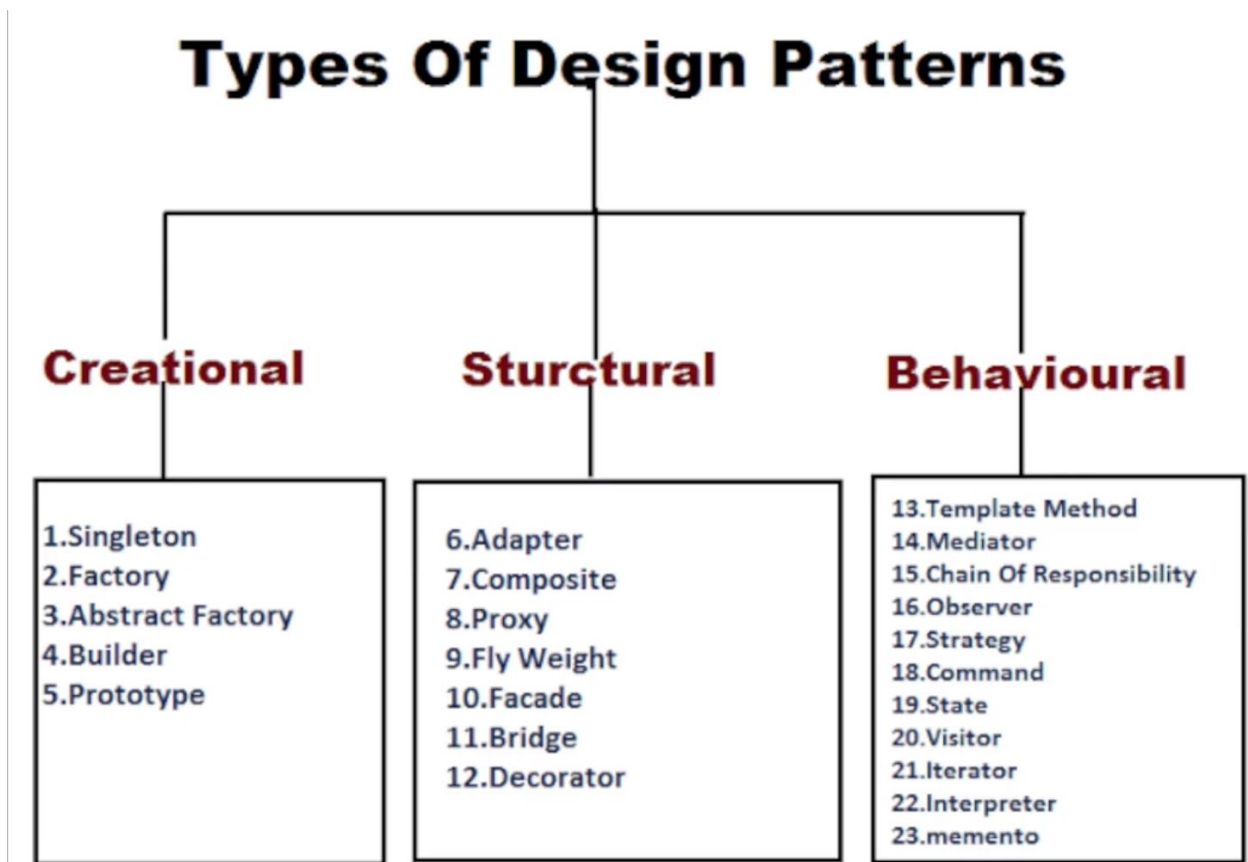 Types Of Design Patterns
Creational
Sturctural
Behavioural
1.Singleton
2.Factory
3.Abstract Factory
4.Builder
5.Prototype
6.Adapter
7.Composite
8.Proxy
9.Fly Weight
10.Facade
11.Bridge
12.Decorator
13.Template Method
14.Mediator
15.Chain Of Responsibility
16.Observer
17.Strategy
18.Command
19.State
20.Visitor
21.Iterator
22.Interpreter
23.memento